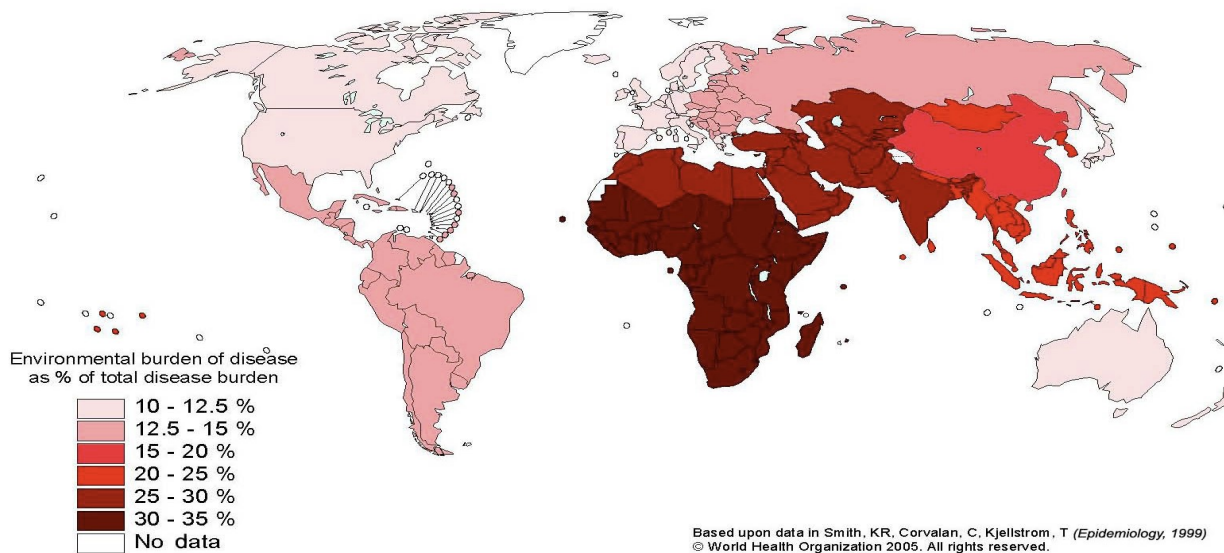 Environmental burden of disease
as % of total disease burden
10 - 12.5 %
12.5 - 15 %
15 - 20 %
20 - 25 %
25 - 30 %
30 - 35 %
No data
Based upon data in Smith, KR, Corvalan, C, Kjellstrom, T (Epidemiology, 1999)
© World Health Organization 2005. All rights reserved.